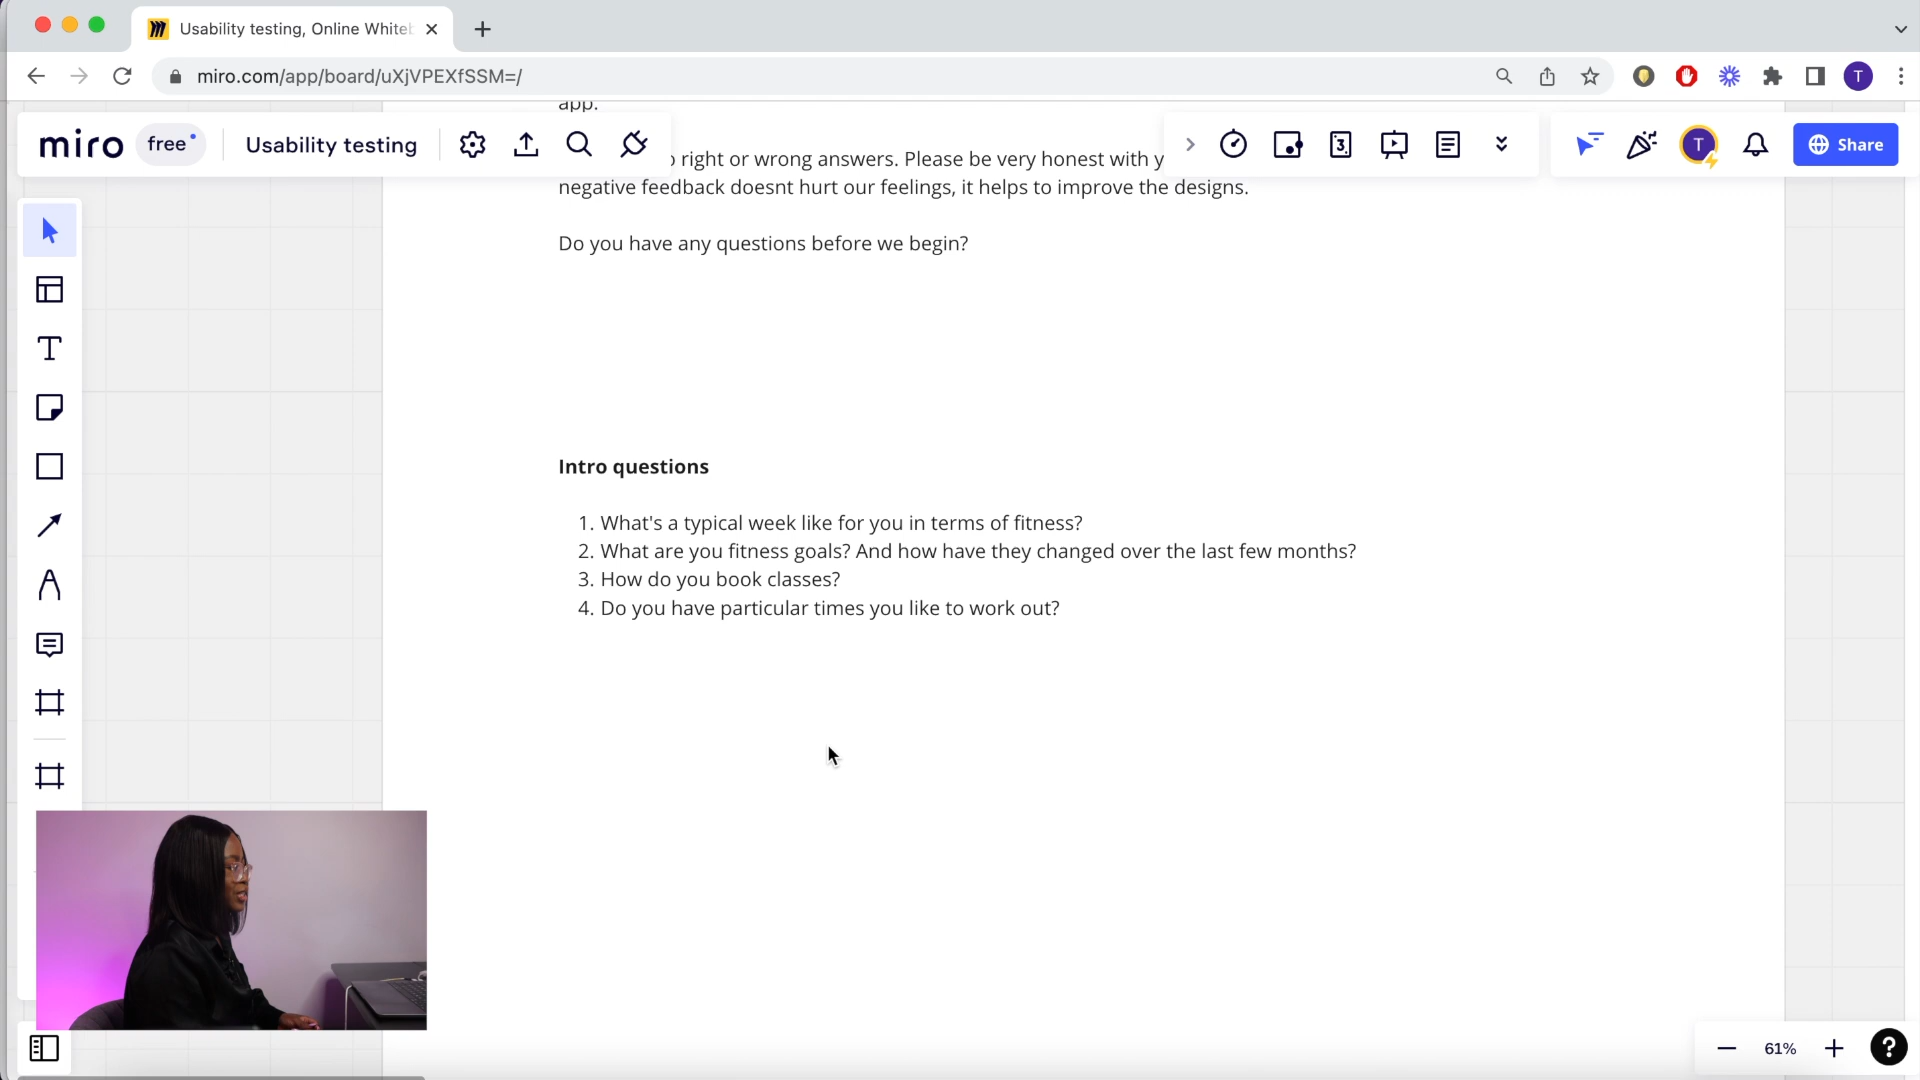 Usability testing, Online Whiteb
miro.com/app/board/uXjVPEXfSSM=/
T
app.
miro free Usability testing
3
T
Share
right or wrong answers. Please be very honest with y
negative feedback doesnt hurt our feelings, it helps to improve the designs.
Do you have any questions before we begin?
T
Intro questions
1. What's a typical week like for you in terms of fitness?
2. What are you fitness goals? And how have they changed over the last few months?
3. How do you book classes?
4. Do you have particular times you like to work out?
61%
?